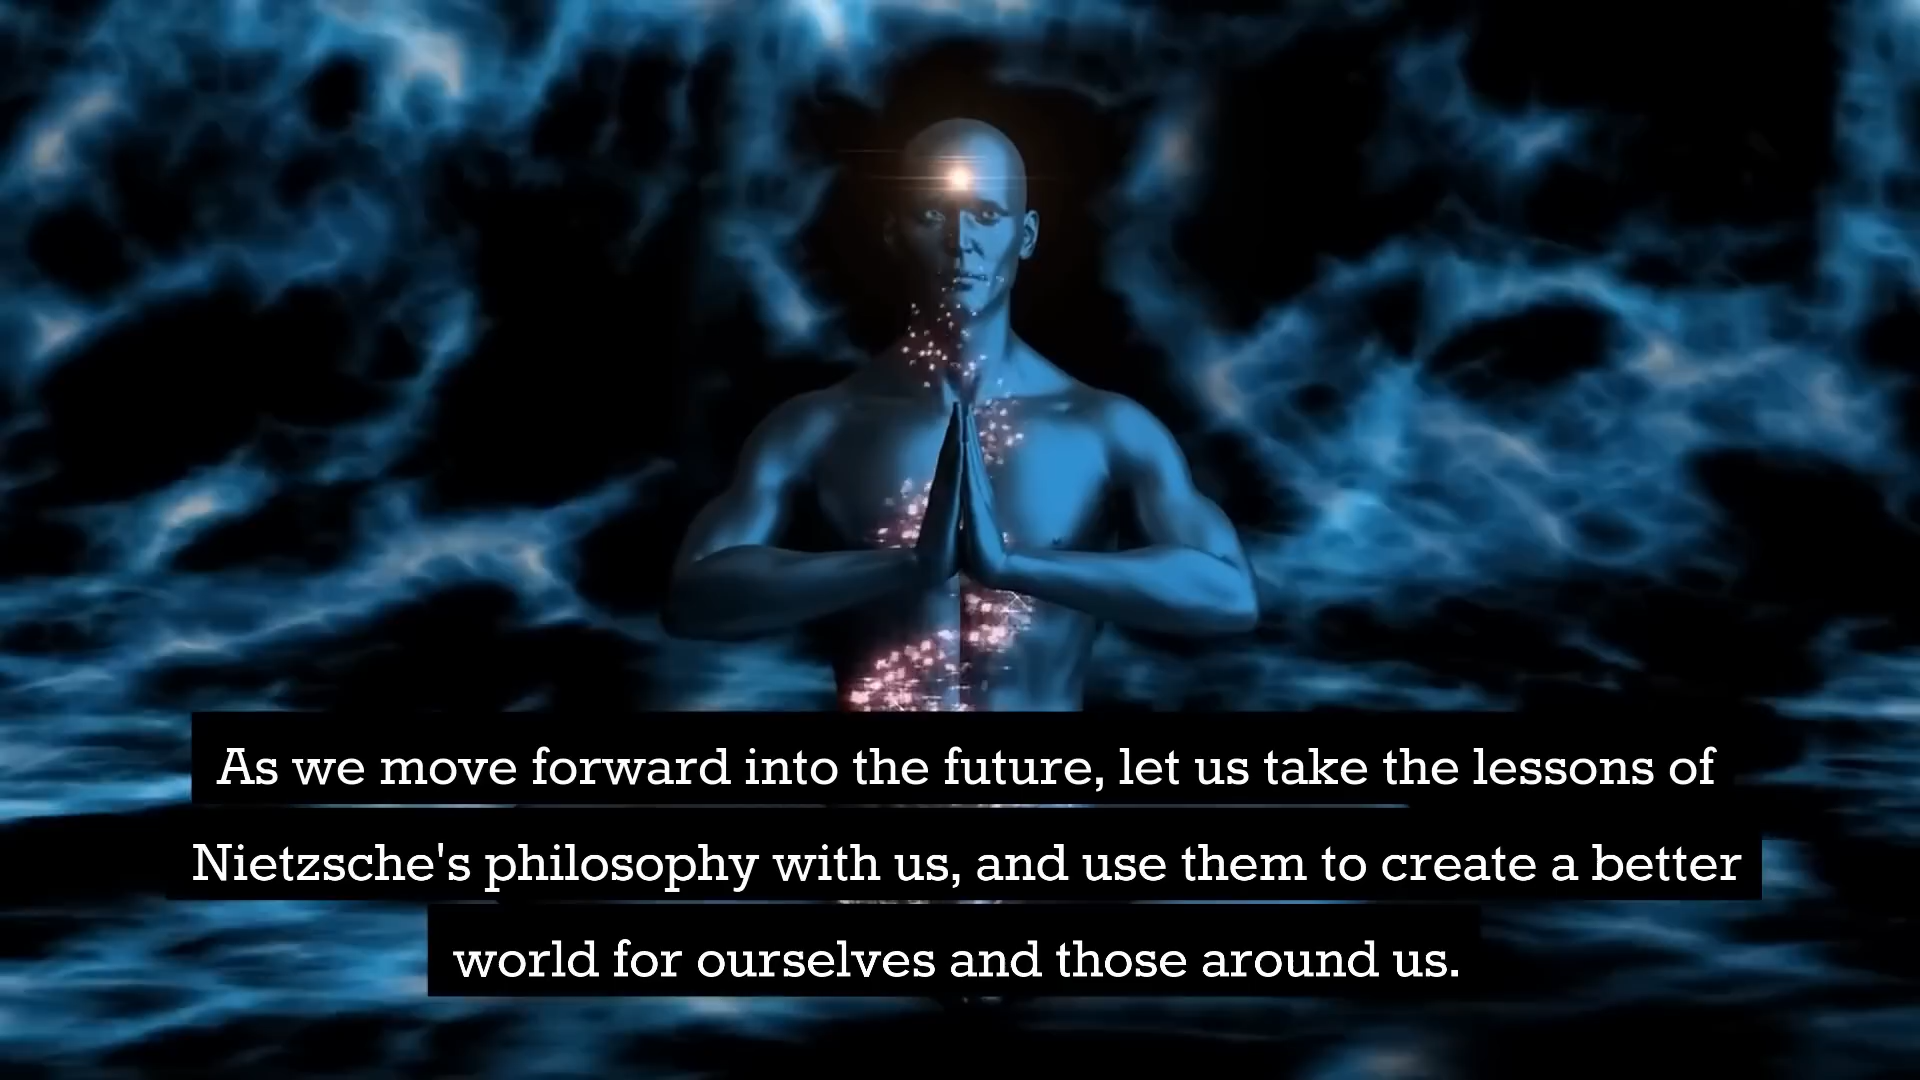 As we move forward into the future, let us take the lessons of
Nietzsche's philosophy with us, and use them to create a better
world for ourselves and those around us.